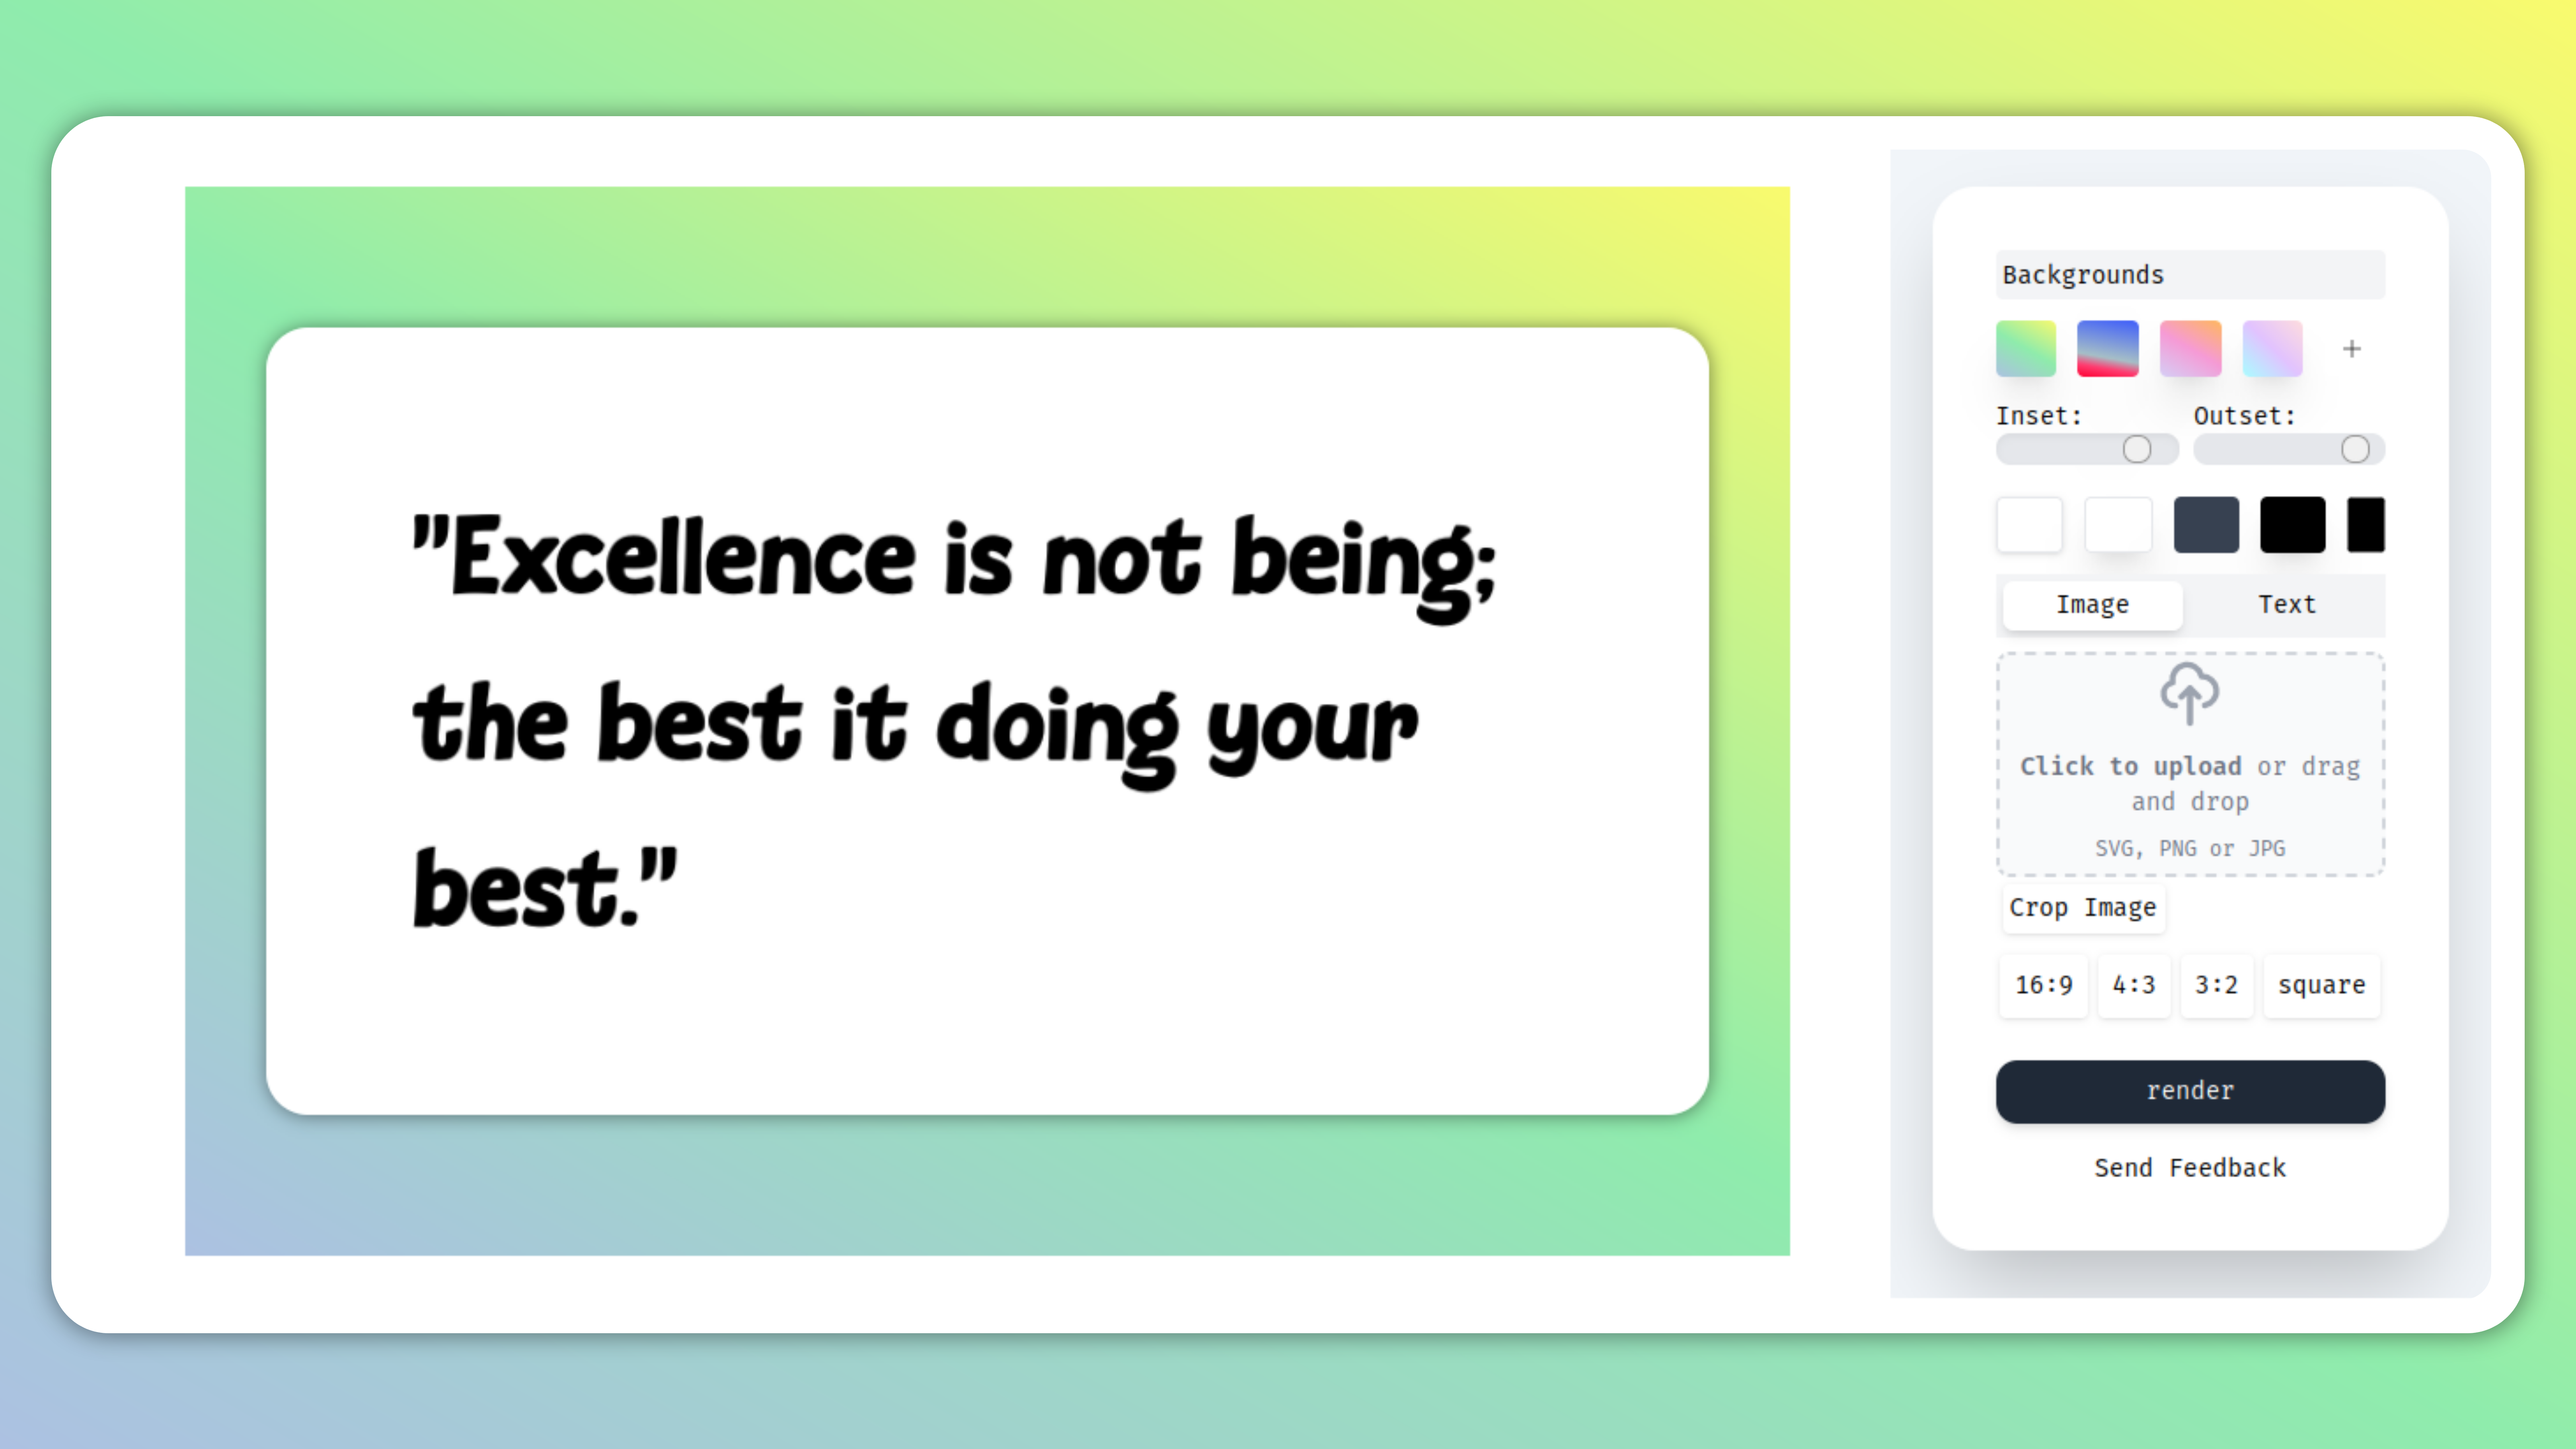 "Excellence is not being;
the best it doing your
best."
Backgrounds
+
Inset: Outset:
Image Text
Click to upload or drag
and drop
SVG, PNG or JPG
Crop Image
16:9 4:3 3:2 square
render
Send Feedback